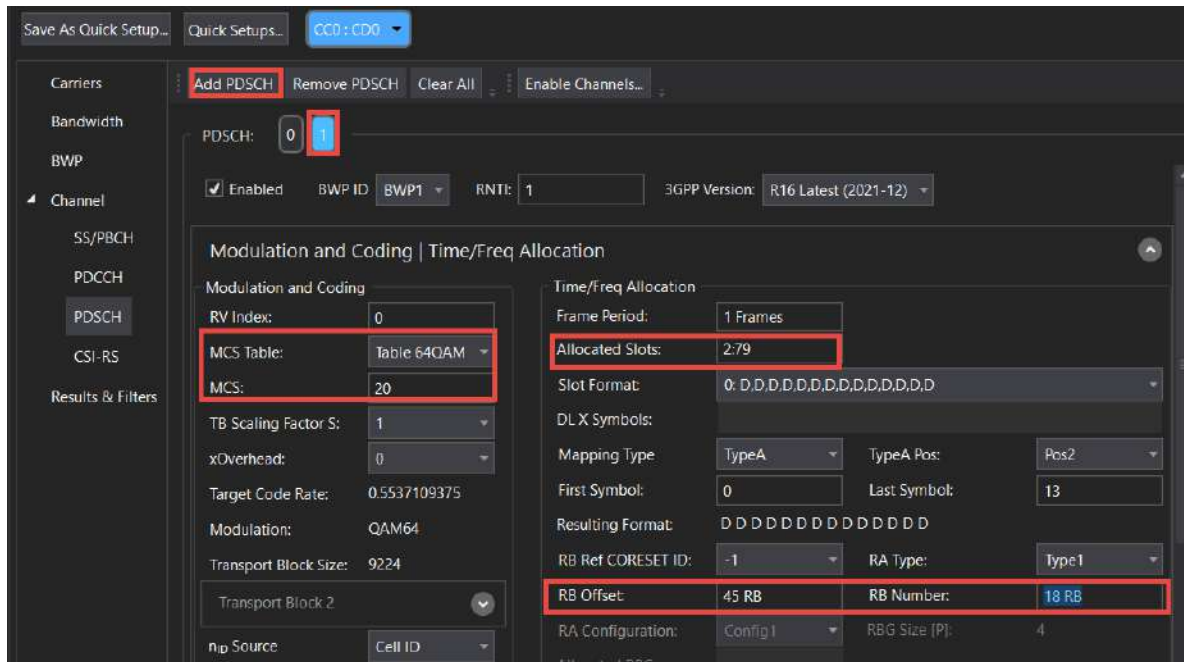 Save As Quick Setup... Quick Setups... CC0 : CD0
Carriers
Bandwidth
BWP
Channel
SS/PBCH
PDCCH
PDSCH
CSI-RS
Results & Filters
Add PDSCH Remove PDSCH Clear All Enable Channels...
PDSCH: 0 1
Enabled BWP ID BWP1 RNTI: 1 3GPP Version: R16 Latest (2021-12)
Modulation and Coding | Time/Freq Allocation
Modulation and Coding
RV Index: 0
MCS Table: Table 64QAM
MCS: 20
TB Scaling Factor S: 1
xOverhead: 0
Target Code Rate: 0.5537109375
Modulation: QAM64
Transport Block Size: 9224
Transport Block 2
nID Source Cell ID
Time/Freq Allocation
Frame Period: 1 Frames
Allocated Slots: 2:79
Slot Format: 0: D,D,D,D,D,D,D,D,D,D,D,D,D,D
DL X Symbols:
Mapping Type TypeA TypeA Pos: Pos2
First Symbol: 0 Last Symbol: 13
Resulting Format: D D D D D D D D D D D D D D
RB Ref CORESET ID: -1 RA Type: Type1
RB Offset: 45 RB RB Number: 18 RB
RA Configuration: Config1 RBG Size [P]: 4